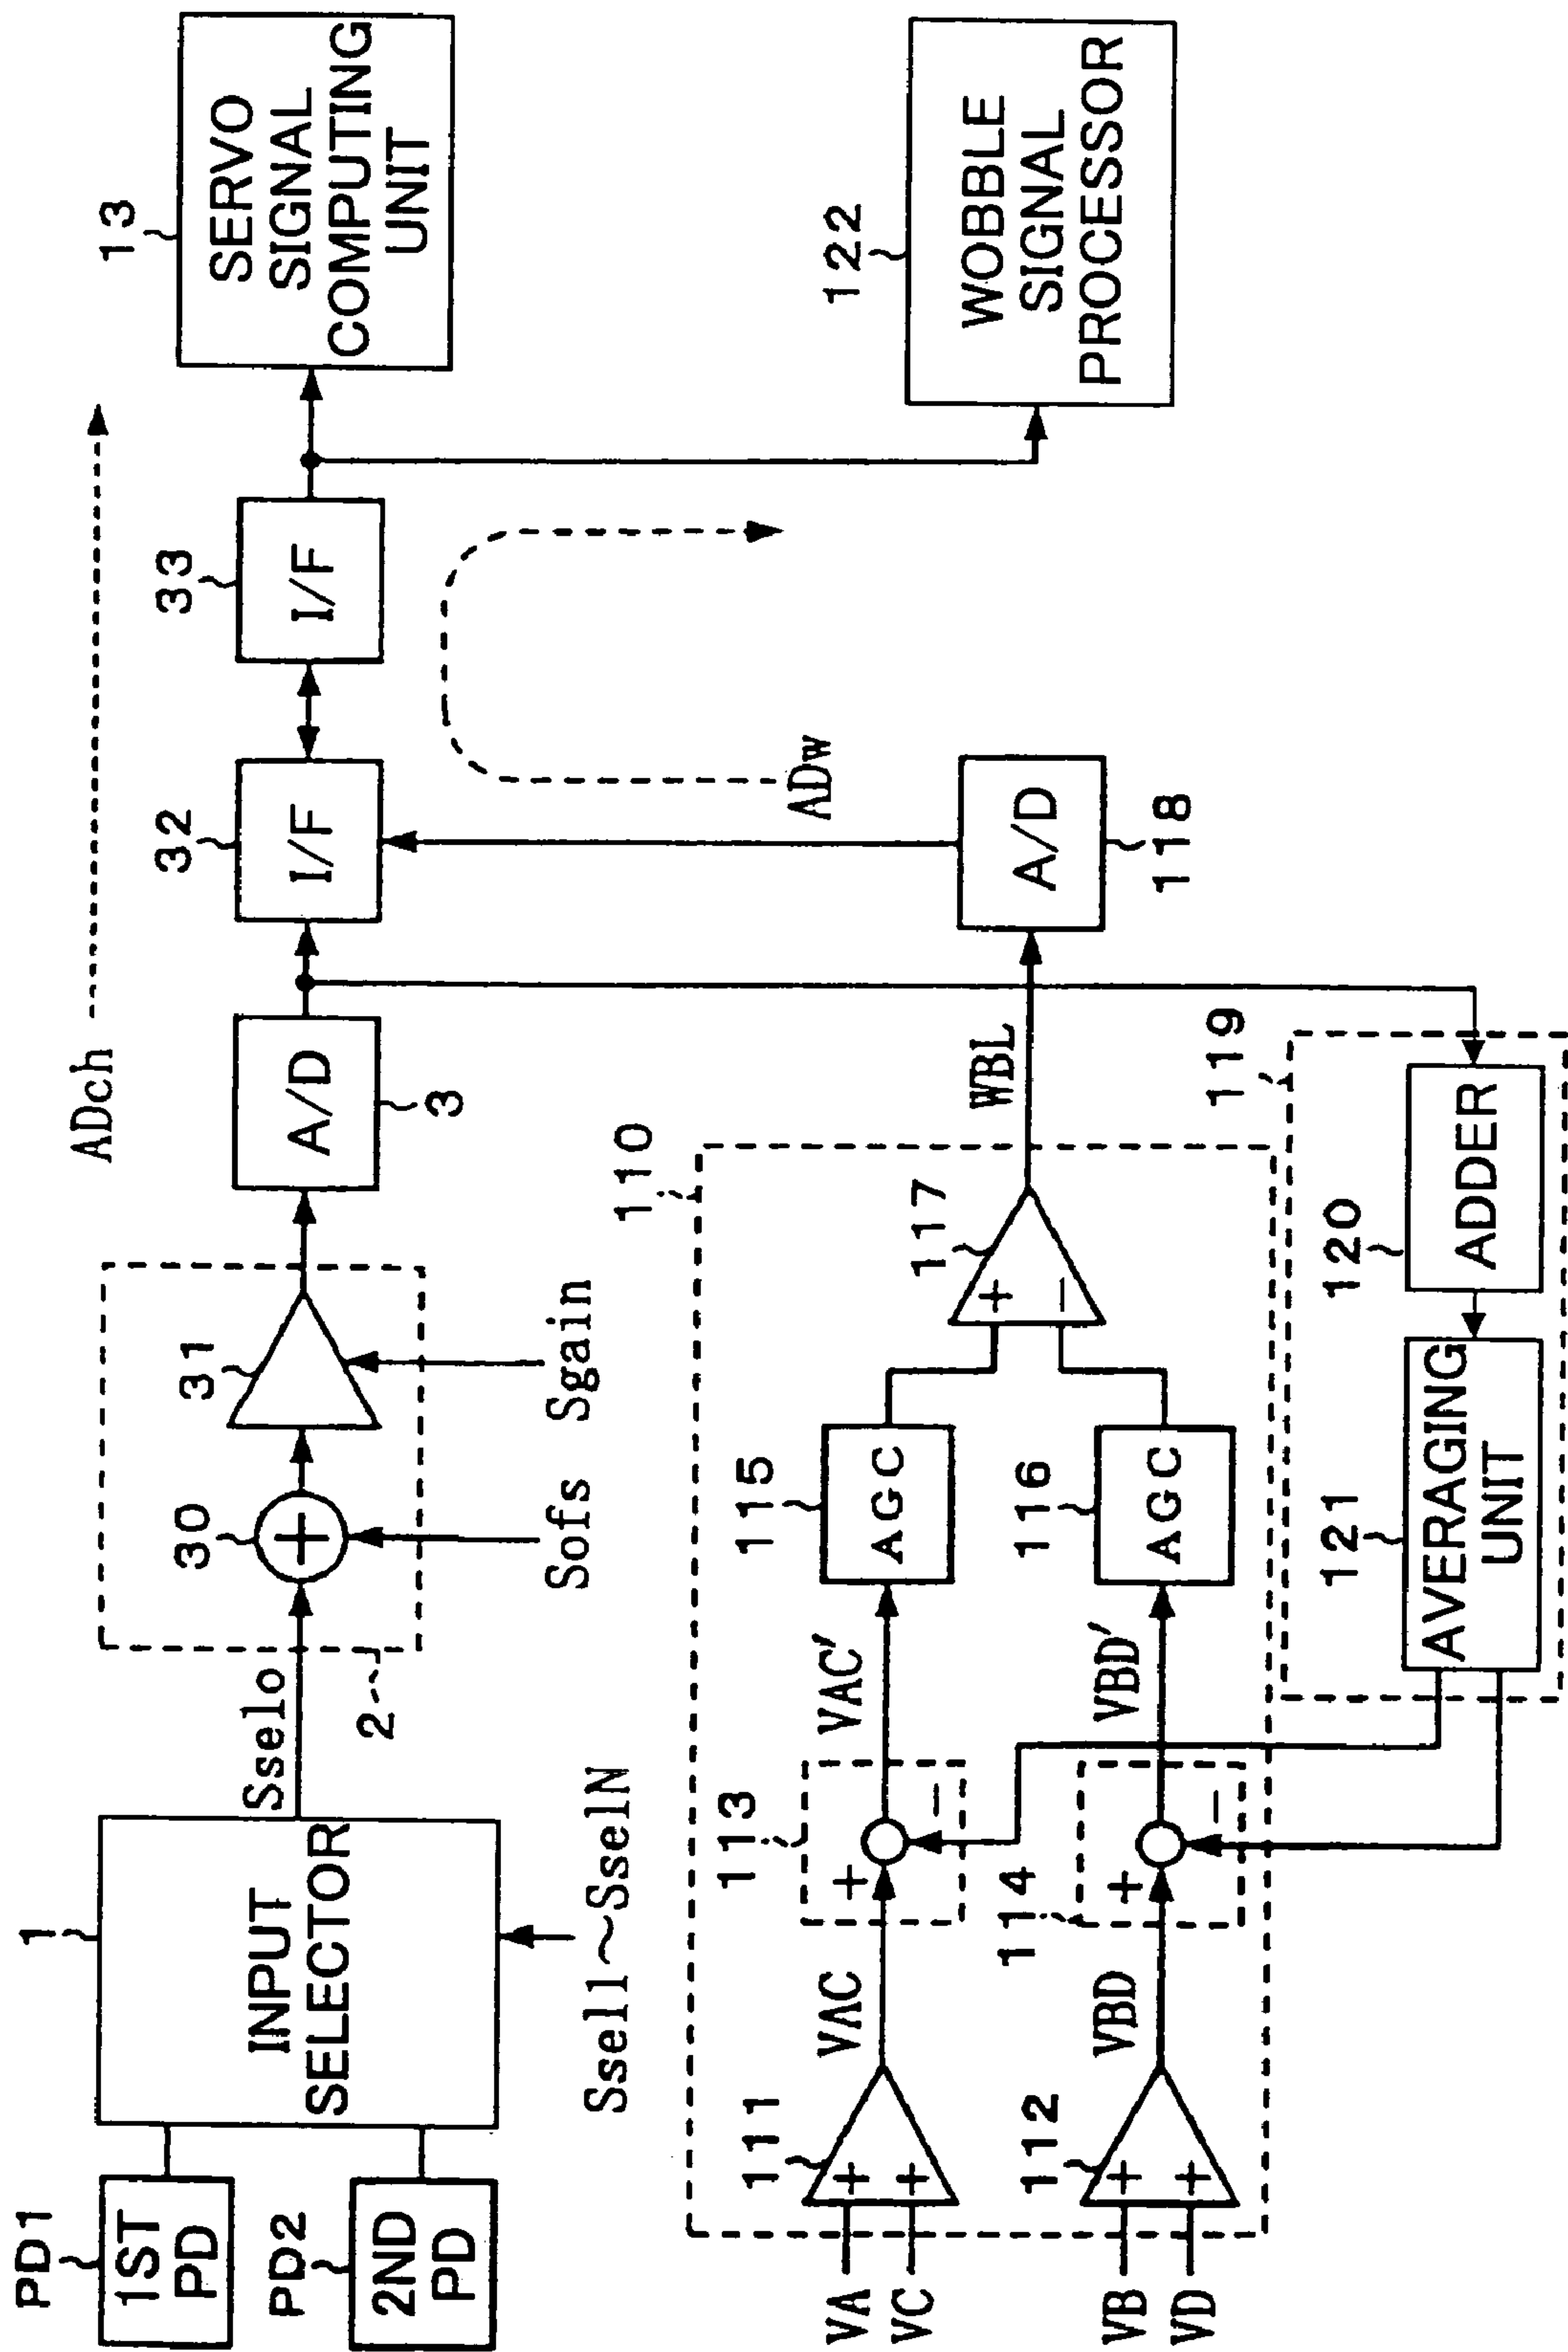 PD1
1ST
PD
PD2
2ND
PD
1
INPUT
SELECTOR
Ssel1~SselN
Sselo
2
30
31
Sofs
Sgain
A/D
3
ADch
32
I/F
33
I/F
13
SERVO
SIGNAL
COMPUTING
UNIT
122
WOBBLE
SIGNAL
PROCESSOR
ADw
A/D
118
110
VA
VC
+
+
111
VAC
113
+
−
VAC'
115
AGC
VB
VD
+
+
112
VBD
114
+
−
VBD'
116
AGC
117
+
−
WBL
119
120
ADDER
121
AVERAGING
UNIT